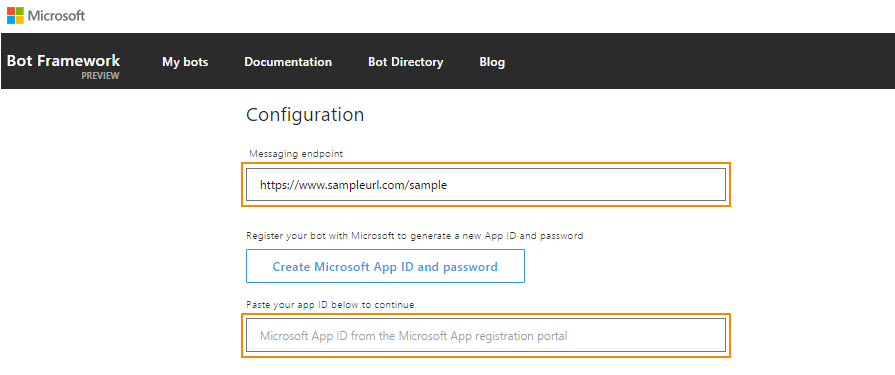 Microsoft
Bot Framework
PREVIEW
My bots
Documentation
Bot Directory
Blog
Configuration
Messaging endpoint
https://www.sampleurl.com/sample
Register your bot with Microsoft to generate a new App ID and password
Create Microsoft App ID and password
Paste your app ID below to continue
Microsoft App ID from the Microsoft App registration portal